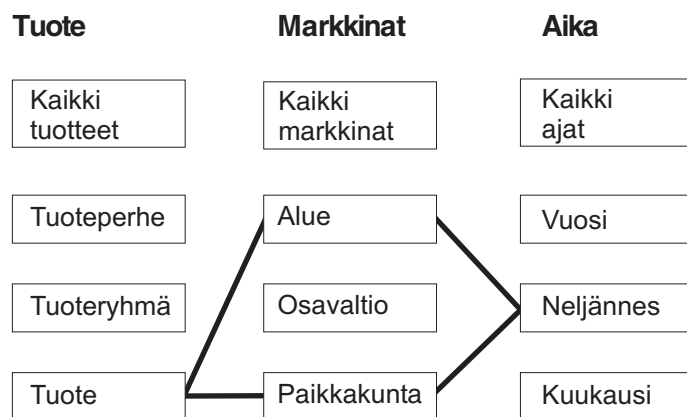 Tuote Markkinat Aika
Kaikki
tuotteet
Kaikki
markkinat
Kaikki
ajat
Tuoteperhe Alue Vuosi
Tuoteryhmä Osavaltio Neljännes
Tuote Paikkakunta Kuukausi